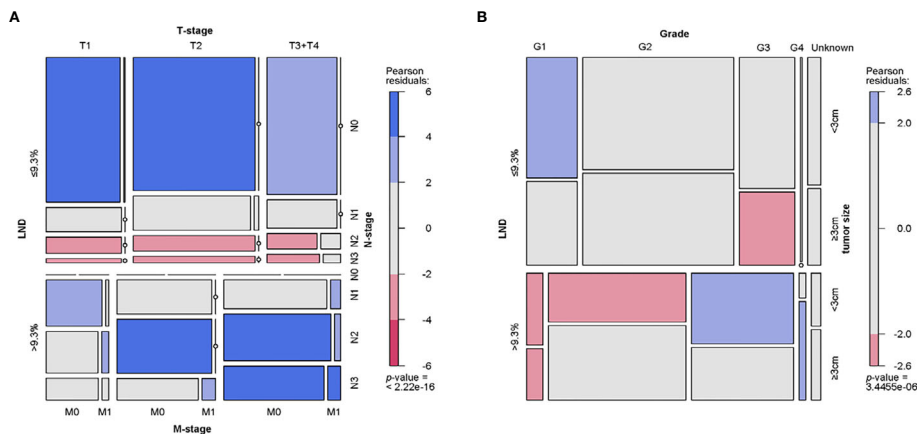 A
T-stage
T1 T2 T3+T4
Pearson
residuals:
6
4
2
0
-2
-4
-6
p-value =
< 2.22e-16
≤9.3%
>9.3%
LND
N0
N1
N2
N3
N0
N1
N2
N3
N-stage
M0 M1 M0 M1 M0 M1
M-stage
B
Grade
G1 G2 G3 G4 Unknown
Pearson
residuals:
2.6
2.0
0.0
-2.0
-2.6
p-value =
3.4455e-06
≤9.3%
>9.3%
LND
<3cm
≥3cm
<3cm
≥3cm
tumor size